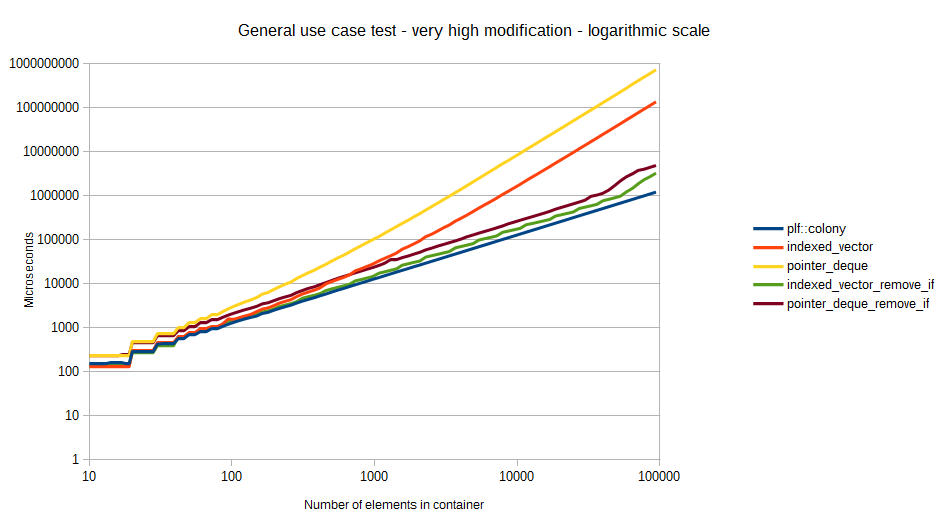 General use case test - very high modification - logarithmic scale
1000000000
100000000
10000000
1000000
100000
10000
1000
100
10
1
Microseconds
10 100 1000 10000 100000
Number of elements in container
plf::colony
indexed_vector
pointer_deque
indexed_vector_remove_if
pointer_deque_remove_if